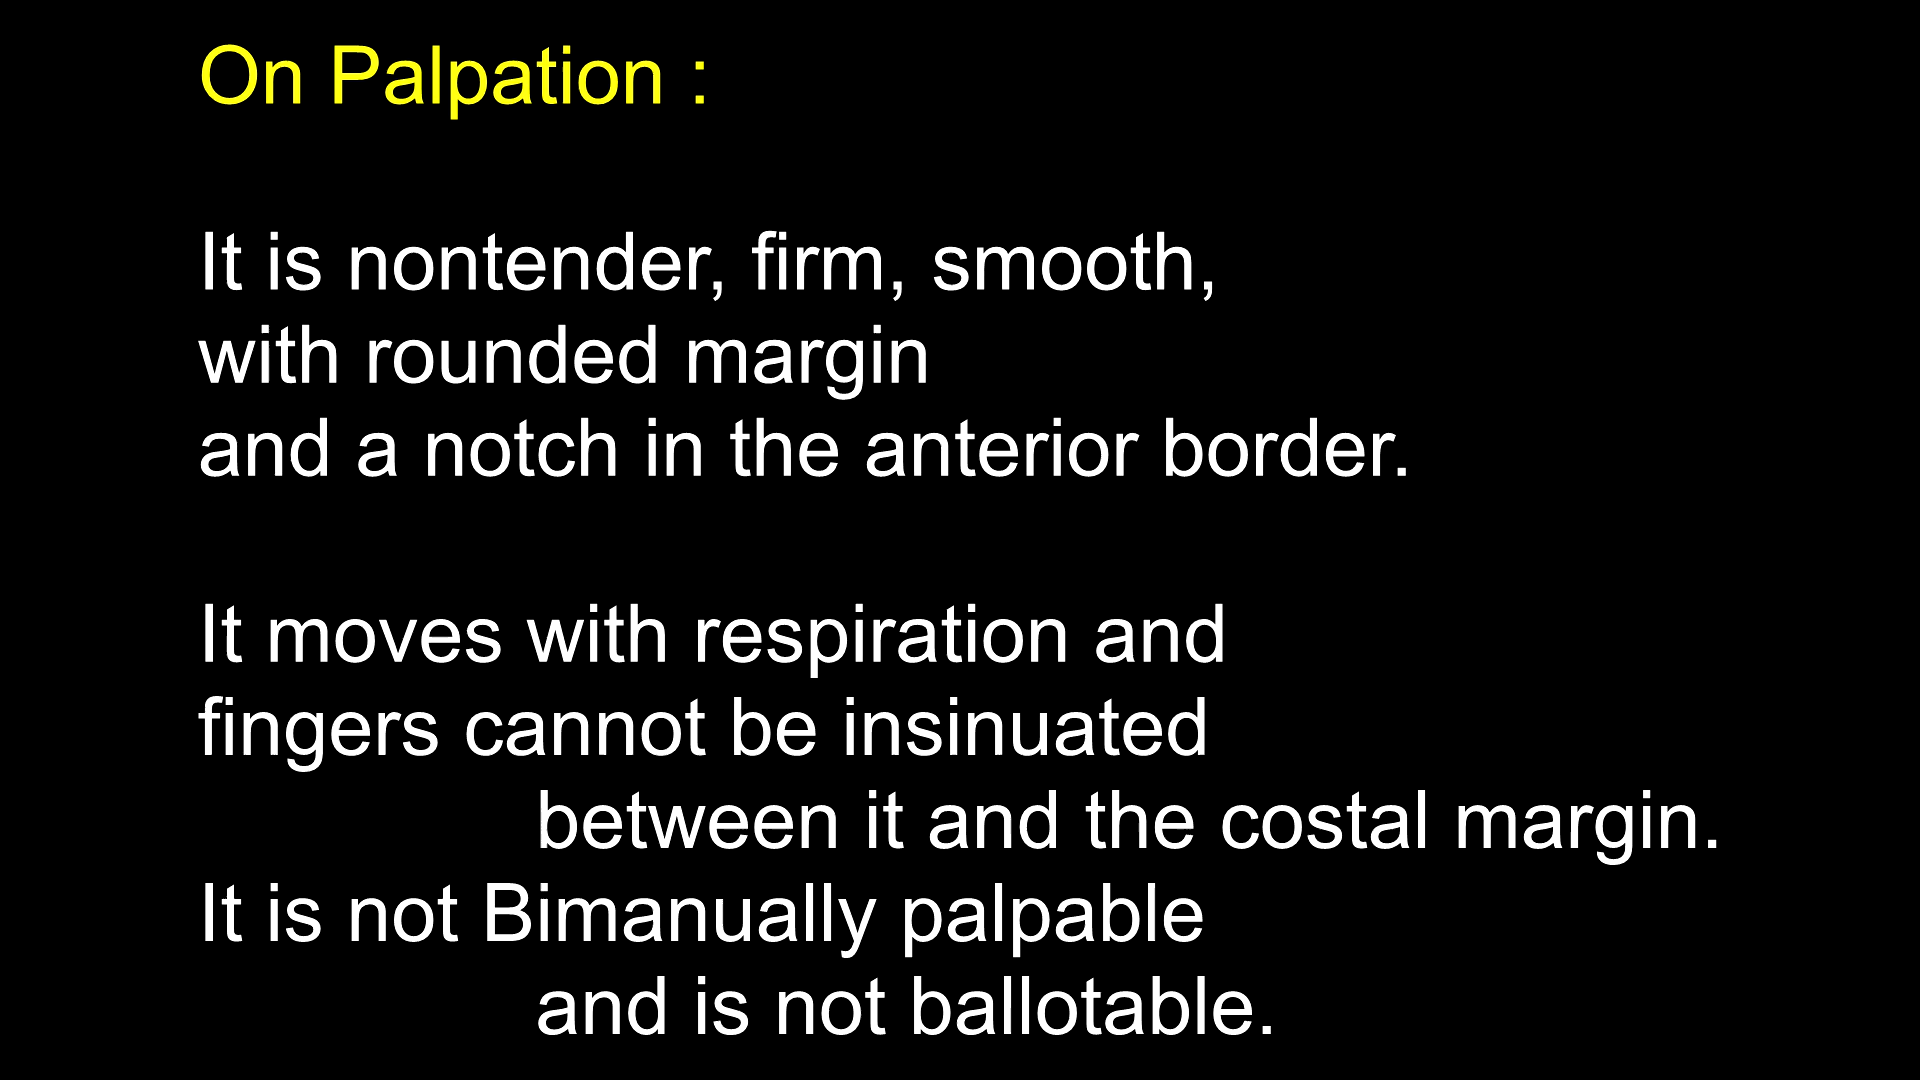 On Palpation :
It is nontender, firm, smooth,
with rounded margin
and a notch in the anterior border.
It moves with respiration and
fingers cannot be insinuated
between it and the costal margin.
It is not Bimanually palpable
and is not ballotable.